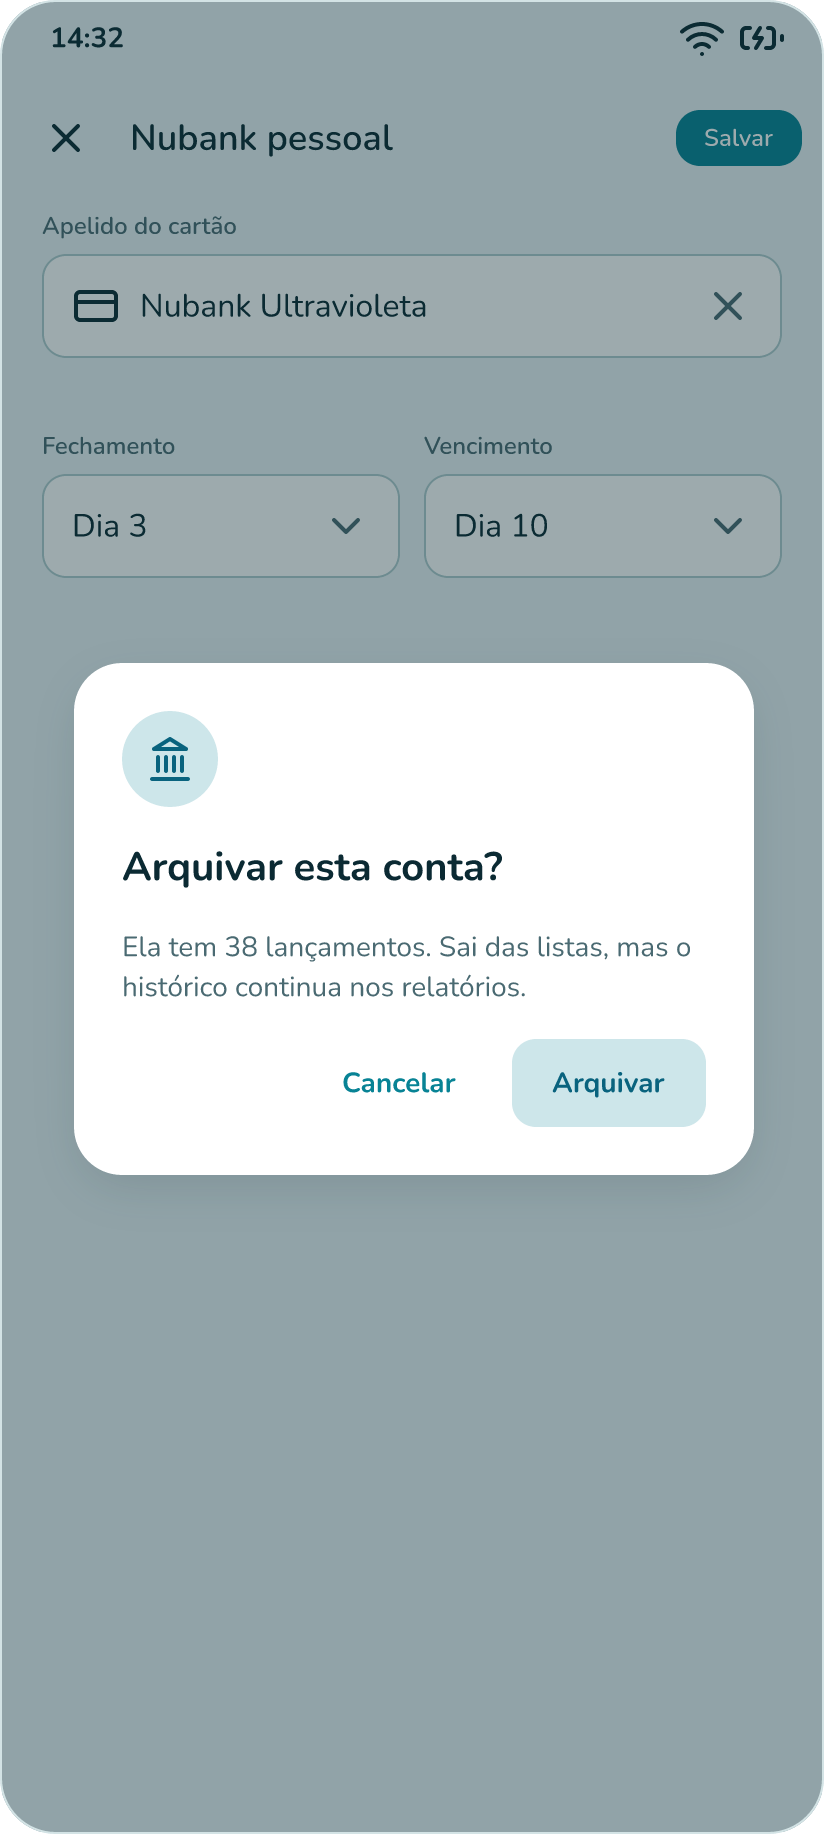 14:32
Nubank pessoal
Salvar
Apelido do cartão
Nubank Ultravioleta
Fechamento
Vencimento
Dia 3
Dia 10
Arquivar esta conta?
Ela tem 38 lançamentos. Sai das listas, mas o
histórico continua nos relatórios.
Cancelar
Arquivar